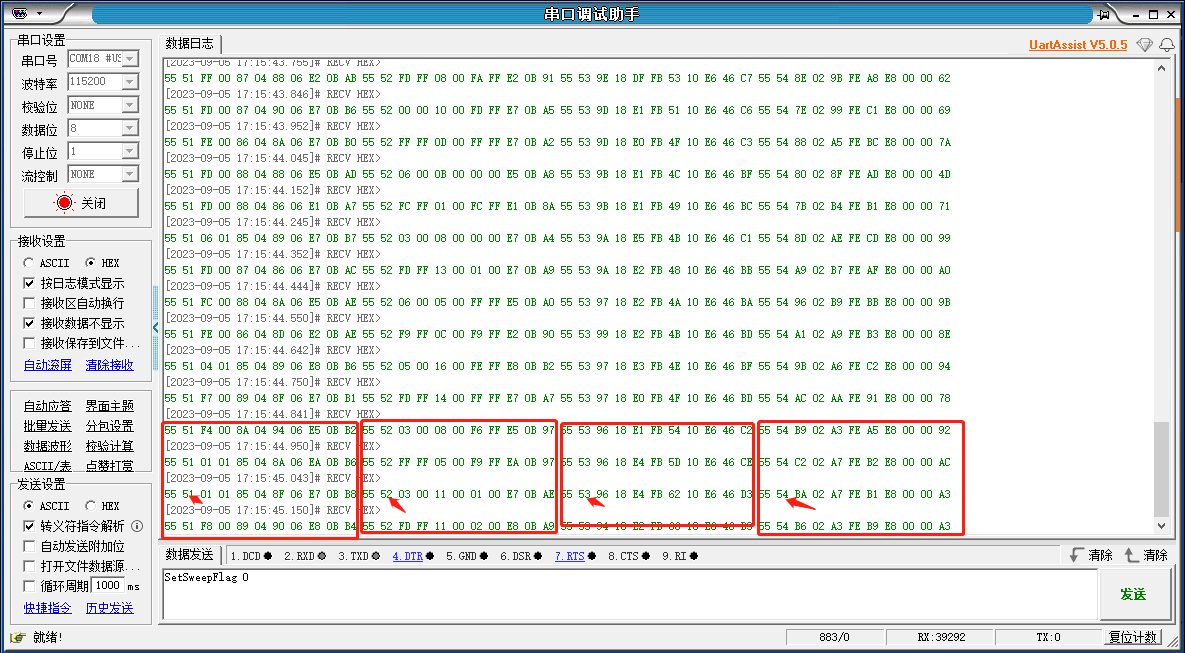 串口调试助手
串口设置
串口号 COM18 #US
波特率 115200
校验位 NONE
数据位 8
停止位 1
流控制 NONE
关闭
接收设置
ASCII HEX
按日志模式显示
接收区自动换行
接收数据不显示
接收保存到文件...
自动滚屏 清除接收
自动应答 界面主题
批量发送 分包设置
数据波形 校验计算
ASCII/表 点赞打赏
发送设置
ASCII HEX
转义符指令解析
自动发送附加位
打开文件数据源...
循环周期 1000 ms
快捷指令 历史发送
数据日志
UartAssist V5.0.5
[2023-09-05 17:15:43.755]# RECV HEX>
55 51 FF 00 87 04 88 06 E2 0B AB 55 52 FD FF 08 00 FA FF E2 0B 91 55 53 9E 18 DF FB 53 10 E6 46 C7 55 54 8E 02 9B FE A8 E8 00 00 62
[2023-09-05 17:15:43.846]# RECV HEX>
55 51 FD 00 87 04 90 06 E7 0B B6 55 52 00 00 10 00 FD FF E7 0B A5 55 53 9D 18 E1 FB 51 10 E6 46 C6 55 54 7E 02 99 FE C1 E8 00 00 69
[2023-09-05 17:15:43.952]# RECV HEX>
55 51 FE 00 86 04 8A 06 E7 0B B0 55 52 FF FF 0D 00 FF FF E7 0B A2 55 53 9D 18 E0 FB 4F 10 E6 46 C3 55 54 88 02 A5 FE BC E8 00 00 7A
[2023-09-05 17:15:44.045]# RECV HEX>
55 51 FD 00 88 04 88 06 E5 0B AD 55 52 06 00 0B 00 00 00 E5 0B A8 55 53 9B 18 E1 FB 4C 10 E6 46 BF 55 54 80 02 8F FE AD E8 00 00 4D
[2023-09-05 17:15:44.152]# RECV HEX>
55 51 FD 00 88 04 86 06 E1 0B A7 55 52 FC FF 01 00 FC FF E1 0B 8A 55 53 9B 18 E1 FB 49 10 E6 46 BC 55 54 7B 02 B4 FE B1 E8 00 00 71
[2023-09-05 17:15:44.245]# RECV HEX>
55 51 06 01 85 04 89 06 E7 0B B7 55 52 03 00 08 00 00 00 E7 0B A4 55 53 9A 18 E5 FB 4B 10 E6 46 C1 55 54 8D 02 AE FE CD E8 00 00 99
[2023-09-05 17:15:44.352]# RECV HEX>
55 51 FD 00 87 04 86 06 E7 0B AC 55 52 FD FF 13 00 01 00 E7 0B A9 55 53 9A 18 E2 FB 48 10 E6 46 BB 55 54 A9 02 B7 FE AF E8 00 00 A0
[2023-09-05 17:15:44.444]# RECV HEX>
55 51 FC 00 88 04 8A 06 E5 0B AE 55 52 06 00 05 00 FF FF E5 0B A0 55 53 97 18 E2 FB 4A 10 E6 46 BA 55 54 96 02 B9 FE BB E8 00 00 9B
[2023-09-05 17:15:44.550]# RECV HEX>
55 51 FE 00 86 04 8D 06 E2 0B AE 55 52 F9 FF 0C 00 F9 FF E2 0B 90 55 53 99 18 E2 FB 4B 10 E6 46 BD 55 54 A1 02 A9 FE B3 E8 00 00 8E
[2023-09-05 17:15:44.642]# RECV HEX>
55 51 04 01 85 04 89 06 E8 0B B6 55 52 05 00 16 00 FE FF E8 0B B2 55 53 97 18 E3 FB 4E 10 E6 46 BF 55 54 9B 02 A6 FE C2 E8 00 00 94
[2023-09-05 17:15:44.750]# RECV HEX>
55 51 F7 00 89 04 8F 06 E7 0B B1 55 52 FD FF 14 00 FF FF E7 0B A7 55 53 97 18 E0 FB 4F 10 E6 46 BD 55 54 AC 02 AA FE 91 E8 00 00 78
[2023-09-05 17:15:44.841]# RECV HEX>
55 51 F4 00 8A 04 94 06 E5 0B B2 55 52 03 00 08 00 F6 FF E5 0B 97 55 53 96 18 E1 FB 54 10 E6 46 C2 55 54 B9 02 A3 FE A5 E8 00 00 92
[2023-09-05 17:15:44.950]# RECV HEX>
55 51 01 01 85 04 8A 06 EA 0B B6 55 52 FF FF 05 00 F9 FF EA 0B 97 55 53 96 18 E4 FB 5D 10 E6 46 CE 55 54 C2 02 A7 FE B2 E8 00 00 AC
[2023-09-05 17:15:45.043]# RECV HEX>
55 51 01 01 85 04 8F 06 E7 0B B8 55 52 03 00 11 00 01 00 E7 0B AE 55 53 96 18 E4 FB 62 10 E6 46 D3 55 54 BA 02 A7 FE B1 E8 00 00 A3
[2023-09-05 17:15:45.150]# RECV HEX>
55 51 F8 00 89 04 90 06 E8 0B B4 55 52 FD FF 11 00 02 00 E8 0B A9 55 53 94 18 E2 FB 55 54 B6 02 A3 FE B9 E8 00 00 A3
数据发送 1.DCD 2.RXD 3.TXD 4.DTR 5.GND 6.DSR 7.RTS 8.CTS 9.RI 清除 清除
SetSweepFlag 0
发送
就绪! 883/0 RX:39292 TX:0 复位计数